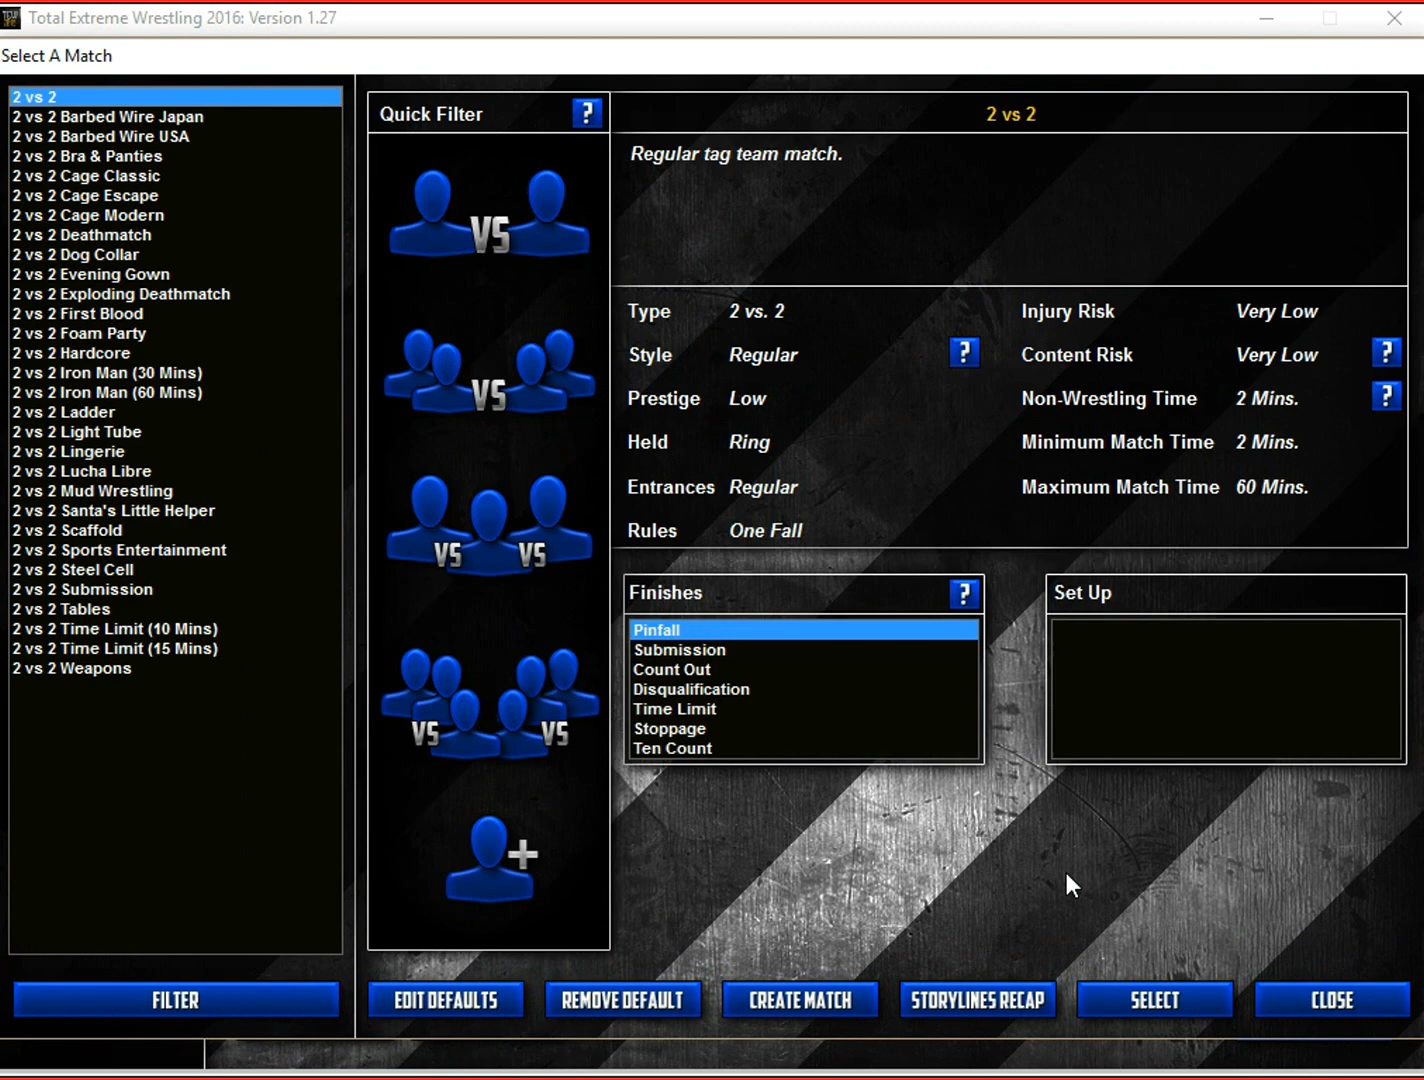 Total Extreme Wrestling 2016: Version 1.27
Select A Match
2 vs 2
2 vs 2 Barbed Wire Japan
2 vs 2 Barbed Wire USA
2 vs 2 Bra & Panties
2 vs 2 Cage Classic
2 vs 2 Cage Escape
2 vs 2 Cage Modern
2 vs 2 Deathmatch
2 vs 2 Dog Collar
2 vs 2 Evening Gown
2 vs 2 Exploding Deathmatch
2 vs 2 First Blood
2 vs 2 Foam Party
2 vs 2 Hardcore
2 vs 2 Iron Man (30 Mins)
2 vs 2 Iron Man (60 Mins)
2 vs 2 Ladder
2 vs 2 Light Tube
2 vs 2 Lingerie
2 vs 2 Lucha Libre
2 vs 2 Mud Wrestling
2 vs 2 Santa's Little Helper
2 vs 2 Scaffold
2 vs 2 Sports Entertainment
2 vs 2 Steel Cell
2 vs 2 Submission
2 vs 2 Tables
2 vs 2 Time Limit (10 Mins)
2 vs 2 Time Limit (15 Mins)
2 vs 2 Weapons
FILTER
Quick Filter ?
VS
VS
VS VS
VS VS
+
2 vs 2
Regular tag team match.
Type 2 vs. 2
Style Regular ?
Prestige Low
Held Ring
Entrances Regular
Rules One Fall
Injury Risk Very Low
Content Risk Very Low ?
Non-Wrestling Time 2 Mins. ?
Minimum Match Time 2 Mins.
Maximum Match Time 60 Mins.
Finishes ?
Pinfall
Submission
Count Out
Disqualification
Time Limit
Stoppage
Ten Count
Set Up
EDIT DEFAULTS
REMOVE DEFAULT
CREATE MATCH
STORYLINES RECAP
SELECT
CLOSE